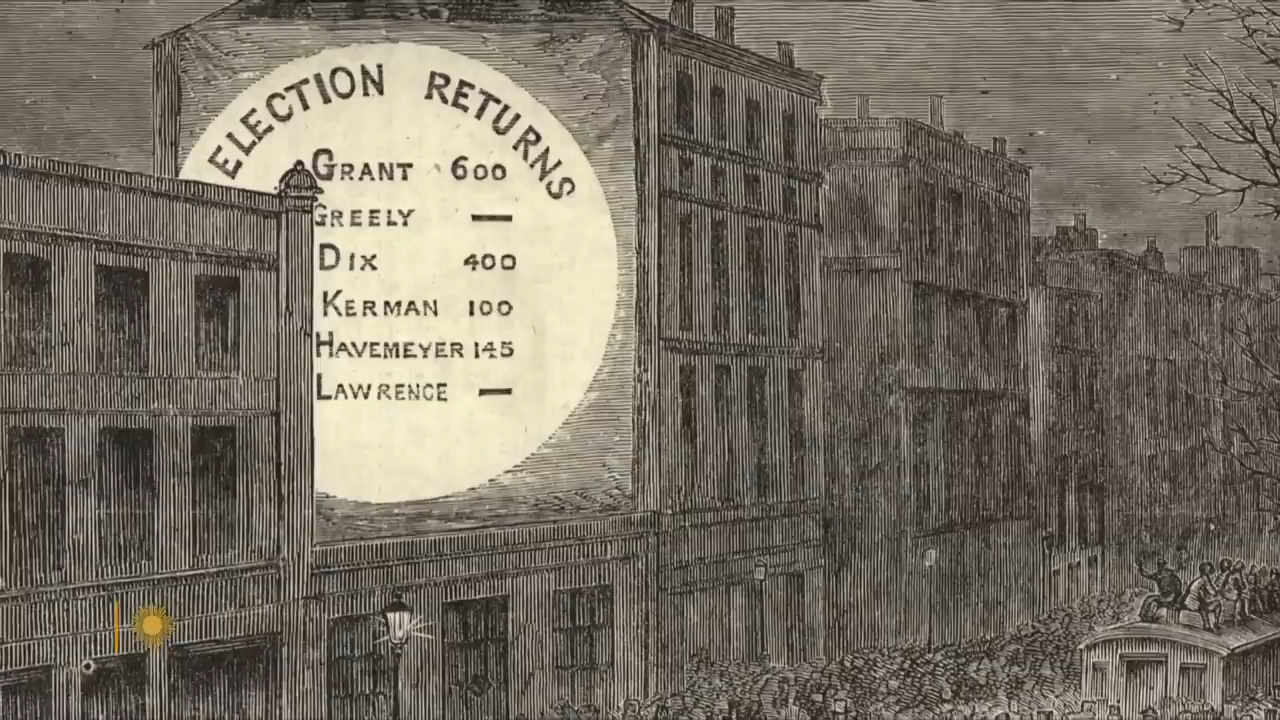 ELECTION RETURNS
GRANT 600
GREELY —
DIX 400
KERMAN 100
HAVEMEYER 145
LAWRENCE —